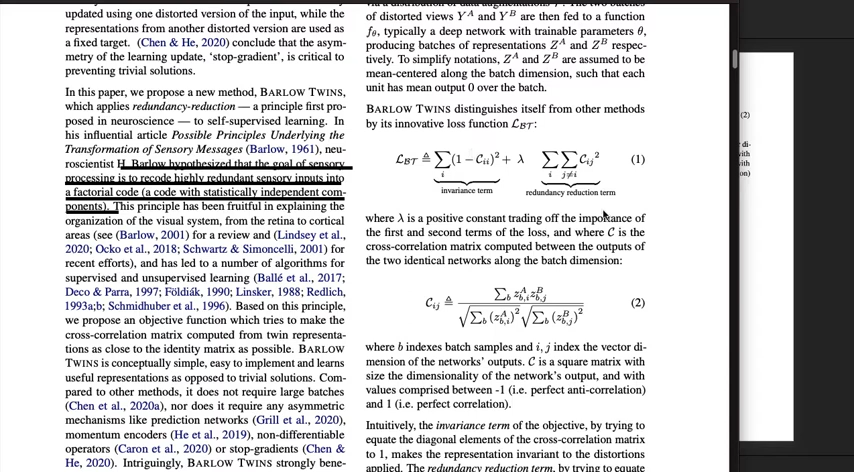 updated using one distorted version of the input, while the
representations from another distorted version are used as
a fixed target. (Chen & He, 2020) conclude that the asym-
metry of the learning update, ‘stop-gradient’, is critical to
preventing trivial solutions.
In this paper, we propose a new method, BARLOW TWINS,
which applies redundancy-reduction — a principle first pro-
posed in neuroscience — to self-supervised learning. In
his influential article Possible Principles Underlying the
Transformation of Sensory Messages (Barlow, 1961), neu-
roscientist H. Barlow hypothesized that the goal of sensory
processing is to recode highly redundant sensory inputs into
a factorial code (a code with statistically independent com-
ponents). This principle has been fruitful in explaining the
organization of the visual system, from the retina to cortical
areas (see (Barlow, 2001) for a review and (Lindsey et al.,
2020; Ocko et al., 2018; Schwartz & Simoncelli, 2001) for
recent efforts), and has led to a number of algorithms for
supervised and unsupervised learning (Ballé et al., 2017;
Deco & Parra, 1997; Földiák, 1990; Linsker, 1988; Redlich,
1993a;b; Schmidhuber et al., 1996). Based on this principle,
we propose an objective function which tries to make the
cross-correlation matrix computed from twin representa-
tions as close to the identity matrix as possible. BARLOW
TWINS is conceptually simple, easy to implement and learns
useful representations as opposed to trivial solutions. Com-
pared to other methods, it does not require large batches
(Chen et al., 2020a), nor does it require any asymmetric
mechanisms like prediction networks (Grill et al., 2020),
momentum encoders (He et al., 2019), non-differentiable
operators (Caron et al., 2020) or stop-gradients (Chen &
He, 2020). Intriguingly, BARLOW TWINS strongly bene-
of distorted views Y^A and Y^B are then fed to a function
f_θ, typically a deep network with trainable parameters θ,
producing batches of representations Z^A and Z^B respec-
tively. To simplify notations, Z^A and Z^B are assumed to be
mean-centered along the batch dimension, such that each
unit has mean output 0 over the batch.
BARLOW TWINS distinguishes itself from other methods
by its innovative loss function L_BT:
L_BT ≜ ∑_i (1 − C_ii)^2 + λ ∑_i ∑_{j≠i} C_ij^2 (1)
invariance term redundancy reduction term
where λ is a positive constant trading off the importance of
the first and second terms of the loss, and where C is the
cross-correlation matrix computed between the outputs of
the two identical networks along the batch dimension:
C_ij ≜ ∑_b z^A_{b,i} z^B_{b,j} / √∑_b (z^A_{b,i})^2 √∑_b (z^B_{b,j})^2 (2)
where b indexes batch samples and i, j index the vector di-
mension of the networks’ outputs. C is a square matrix with
size the dimensionality of the network’s output, and with
values comprised between -1 (i.e. perfect anti-correlation)
and 1 (i.e. perfect correlation).
Intuitively, the invariance term of the objective, by trying to
equate the diagonal elements of the cross-correlation matrix
to 1, makes the representation invariant to the distortions
applied. The redundancy reduction term, by trying to equate
(2)
di-
with
with
on)